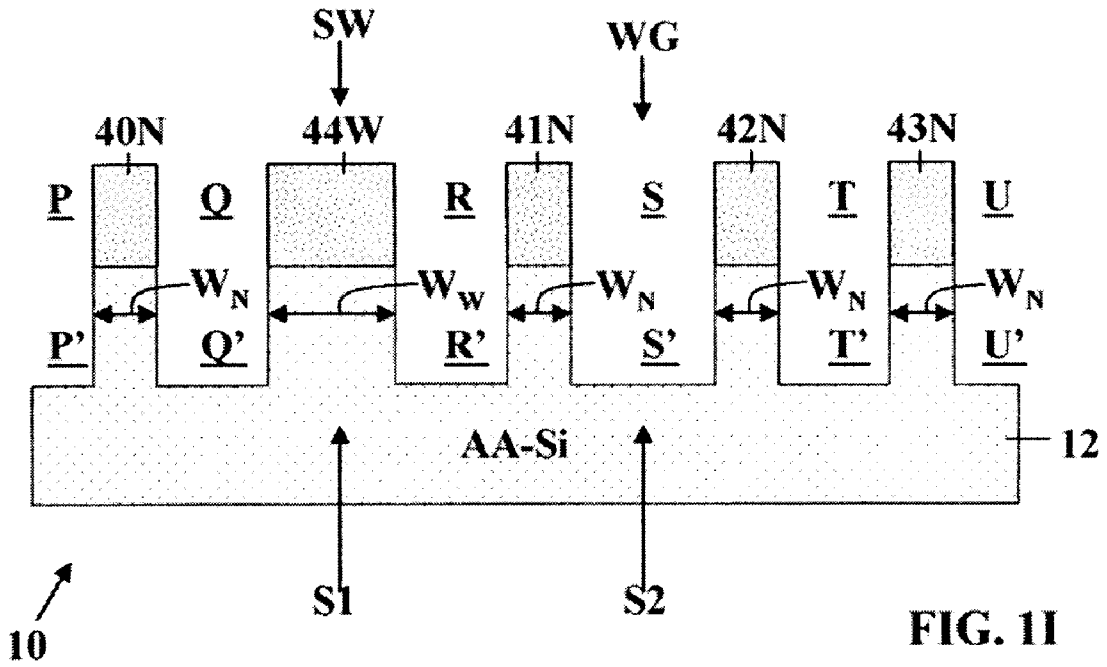 SW WG
40N 44W 41N 42N 43N
P Q R S T U
W_N W_W W_N W_N W_N
P' Q' R' S' T' U'
AA-Si 12
S1 S2
10 FIG. 1I